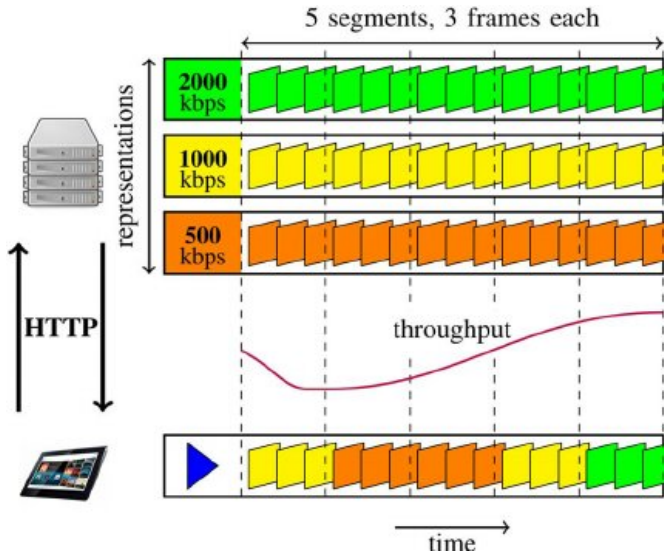 5 segments, 3 frames each
representations
2000
kbps
1000
kbps
500
kbps
HTTP
throughput
time